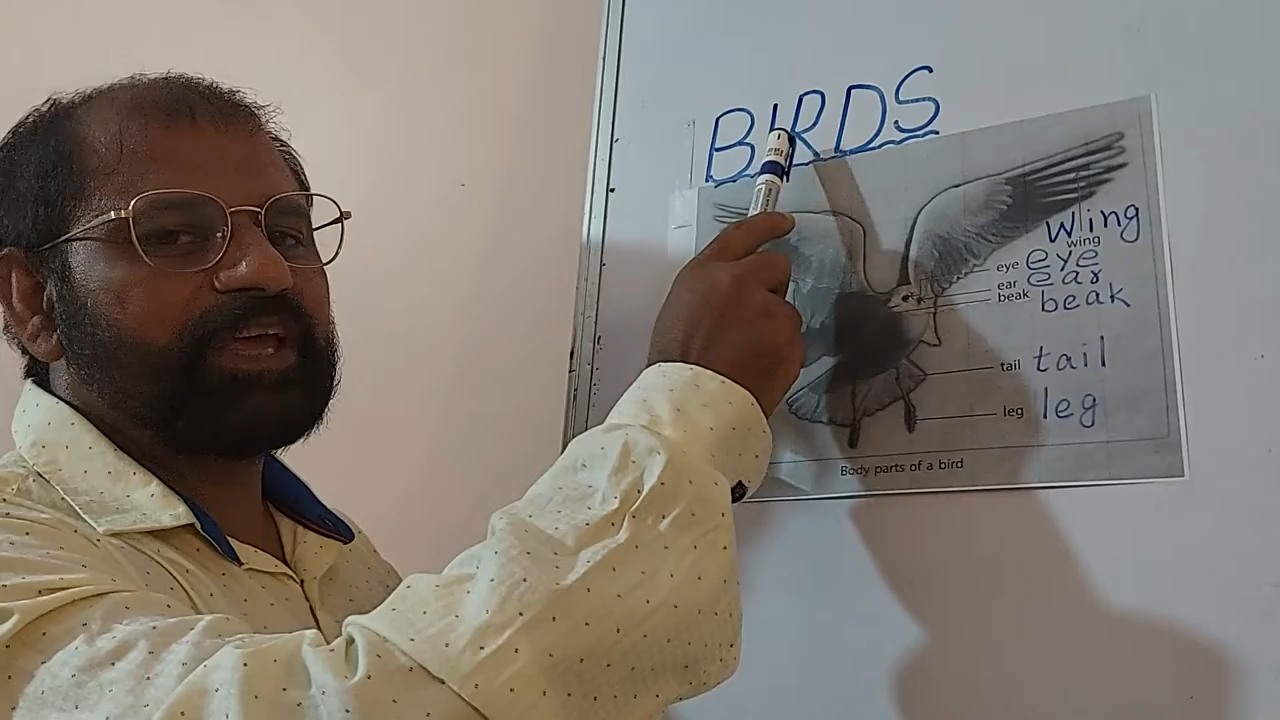 BIRDS
wing
wing
eye eye
ear ear
beak beak
tail tail
leg leg
Body parts of a bird